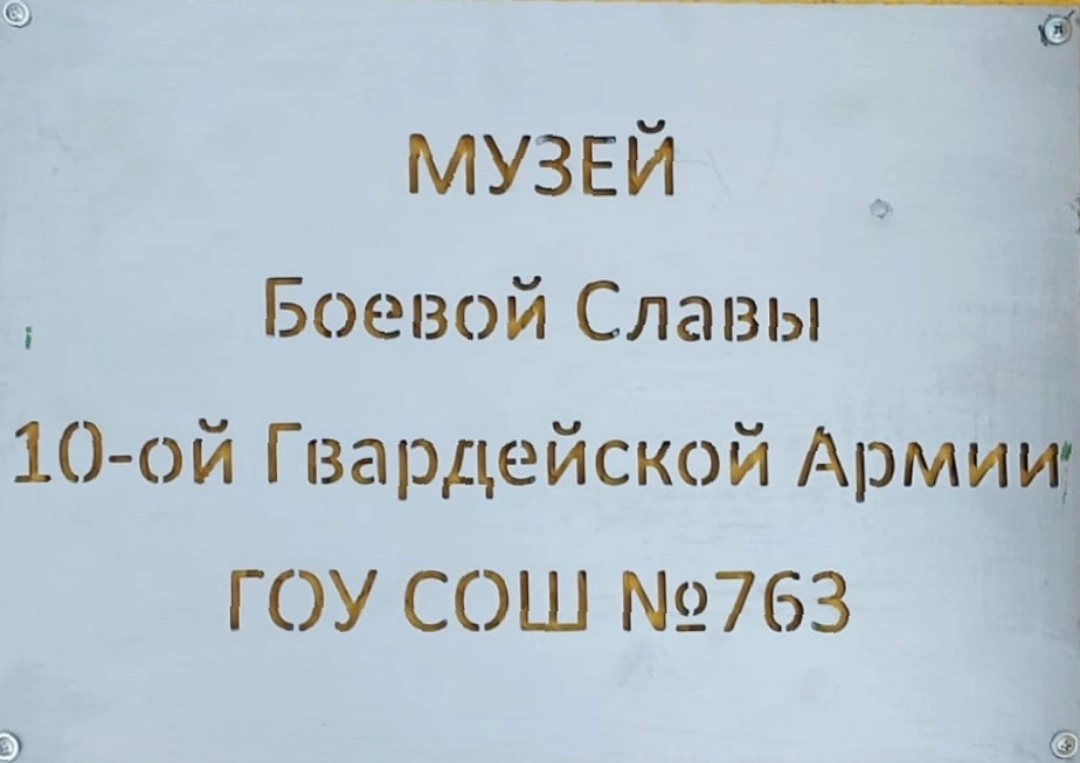 МУЗЕЙ
Боевой Славы
10-ой Гвардейской Армии
ГОУ СОШ №763